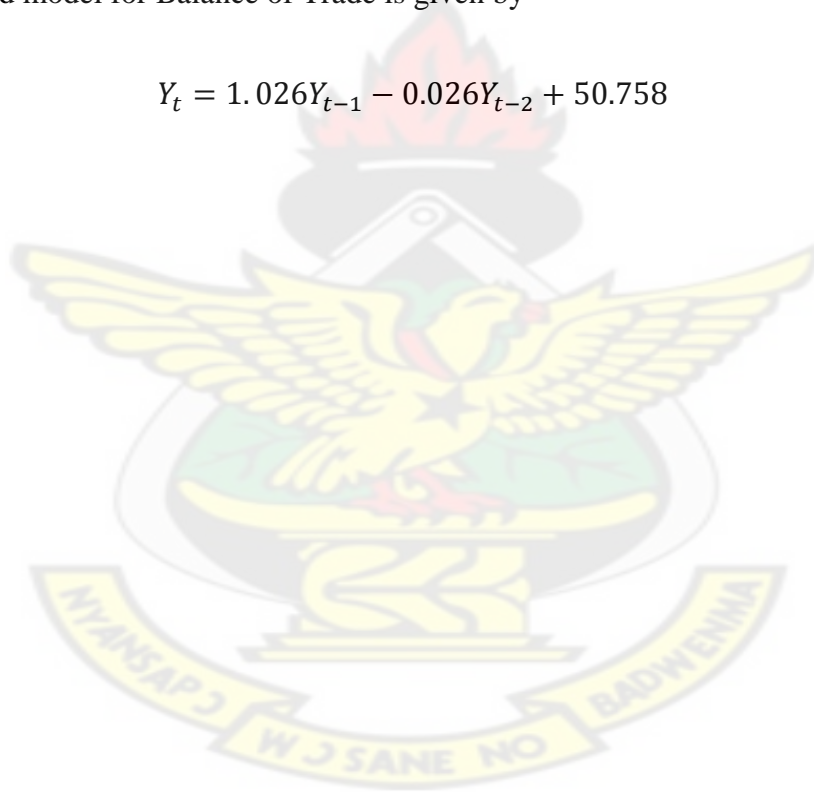 d model for Balance of Trade is given by
Y_t = 1.026Y_{t−1} − 0.026Y_{t−2} + 50.758
NYANSAPƆ
WƆ SANE NO
BADWENMA